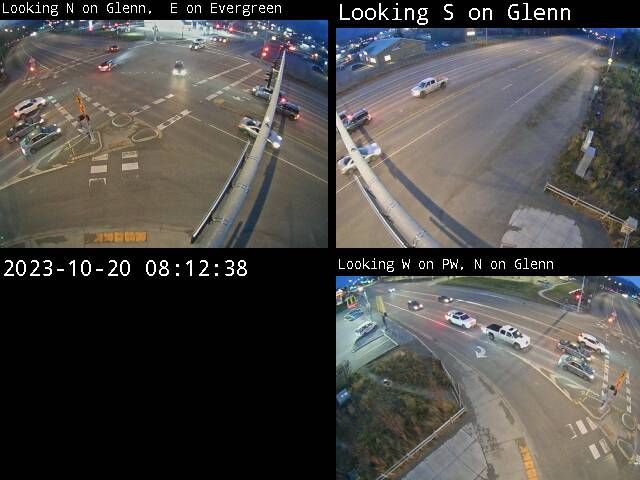 Looking N on Glenn,  E on Evergreen
Looking S on Glenn
2023-10-20 08:12:38
Looking W on PW, N on Glenn